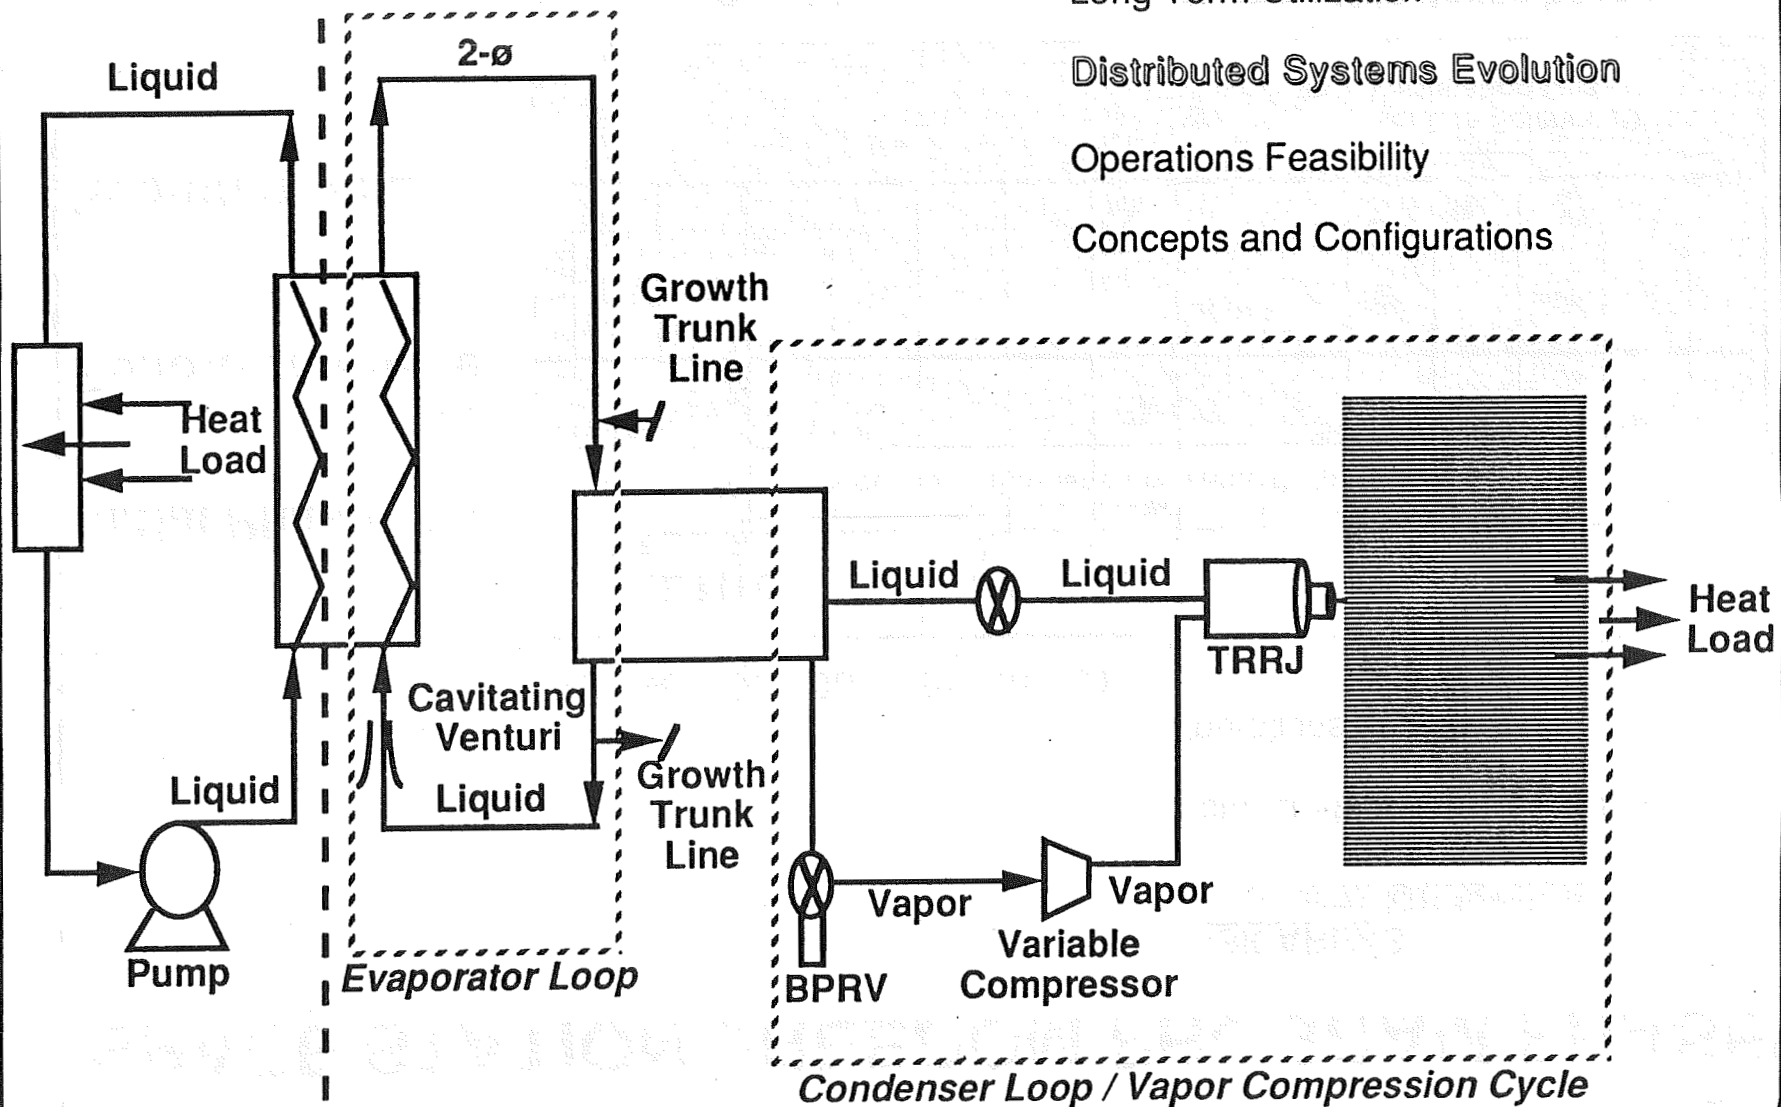 Distributed Systems Evolution
Operations Feasibility
Concepts and Configurations
Liquid
2-ø
Growth
Trunk
Line
Heat
Load
Liquid
Liquid
TRRJ
Heat
Load
Cavitating
Venturi
Growth
Trunk
Line
Liquid
Liquid
Pump
Evaporator Loop
Vapor
Vapor
Variable
Compressor
BPRV
Condenser Loop / Vapor Compression Cycle